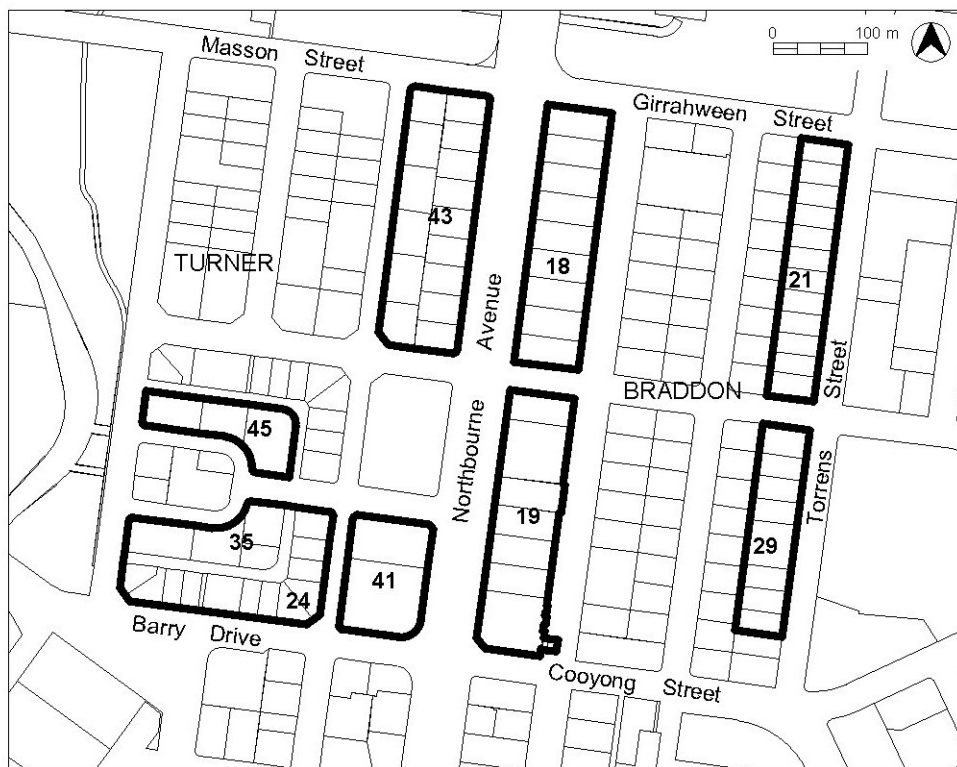 0 100 m
Masson Street
Girrahween Street
43
18
21
TURNER
Avenue
BRADDON
Street
45
Northbourne
Torrens
19
35
29
41
24
Barry Drive
Cooyong Street